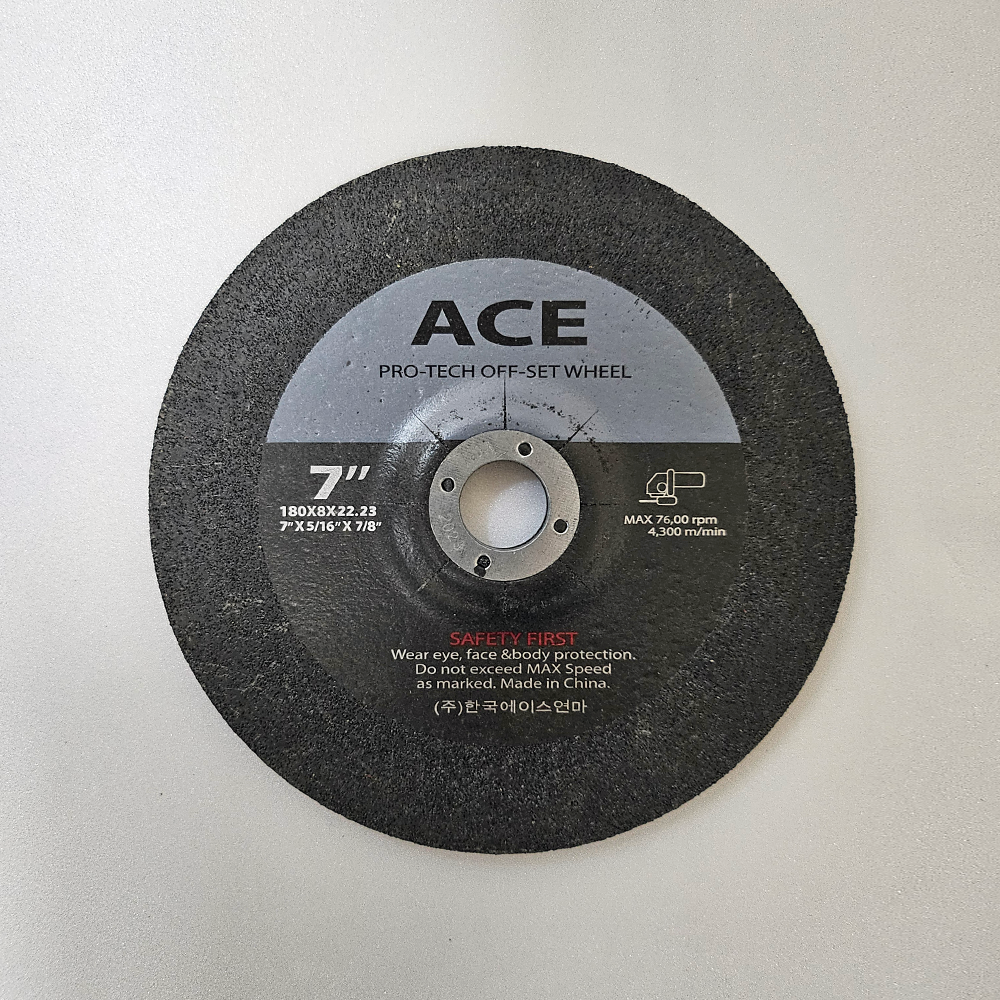 ACE
PRO-TECH OFF-SET WHEEL
7"
180X8X22.23
7" X 5/16" X 7/8"
MAX 76,00 rpm
4,300 m/min
SAFETY FIRST
Wear eye, face &body protection.
Do not exceed MAX Speed
as marked. Made in China.
(주)한국에이스연마